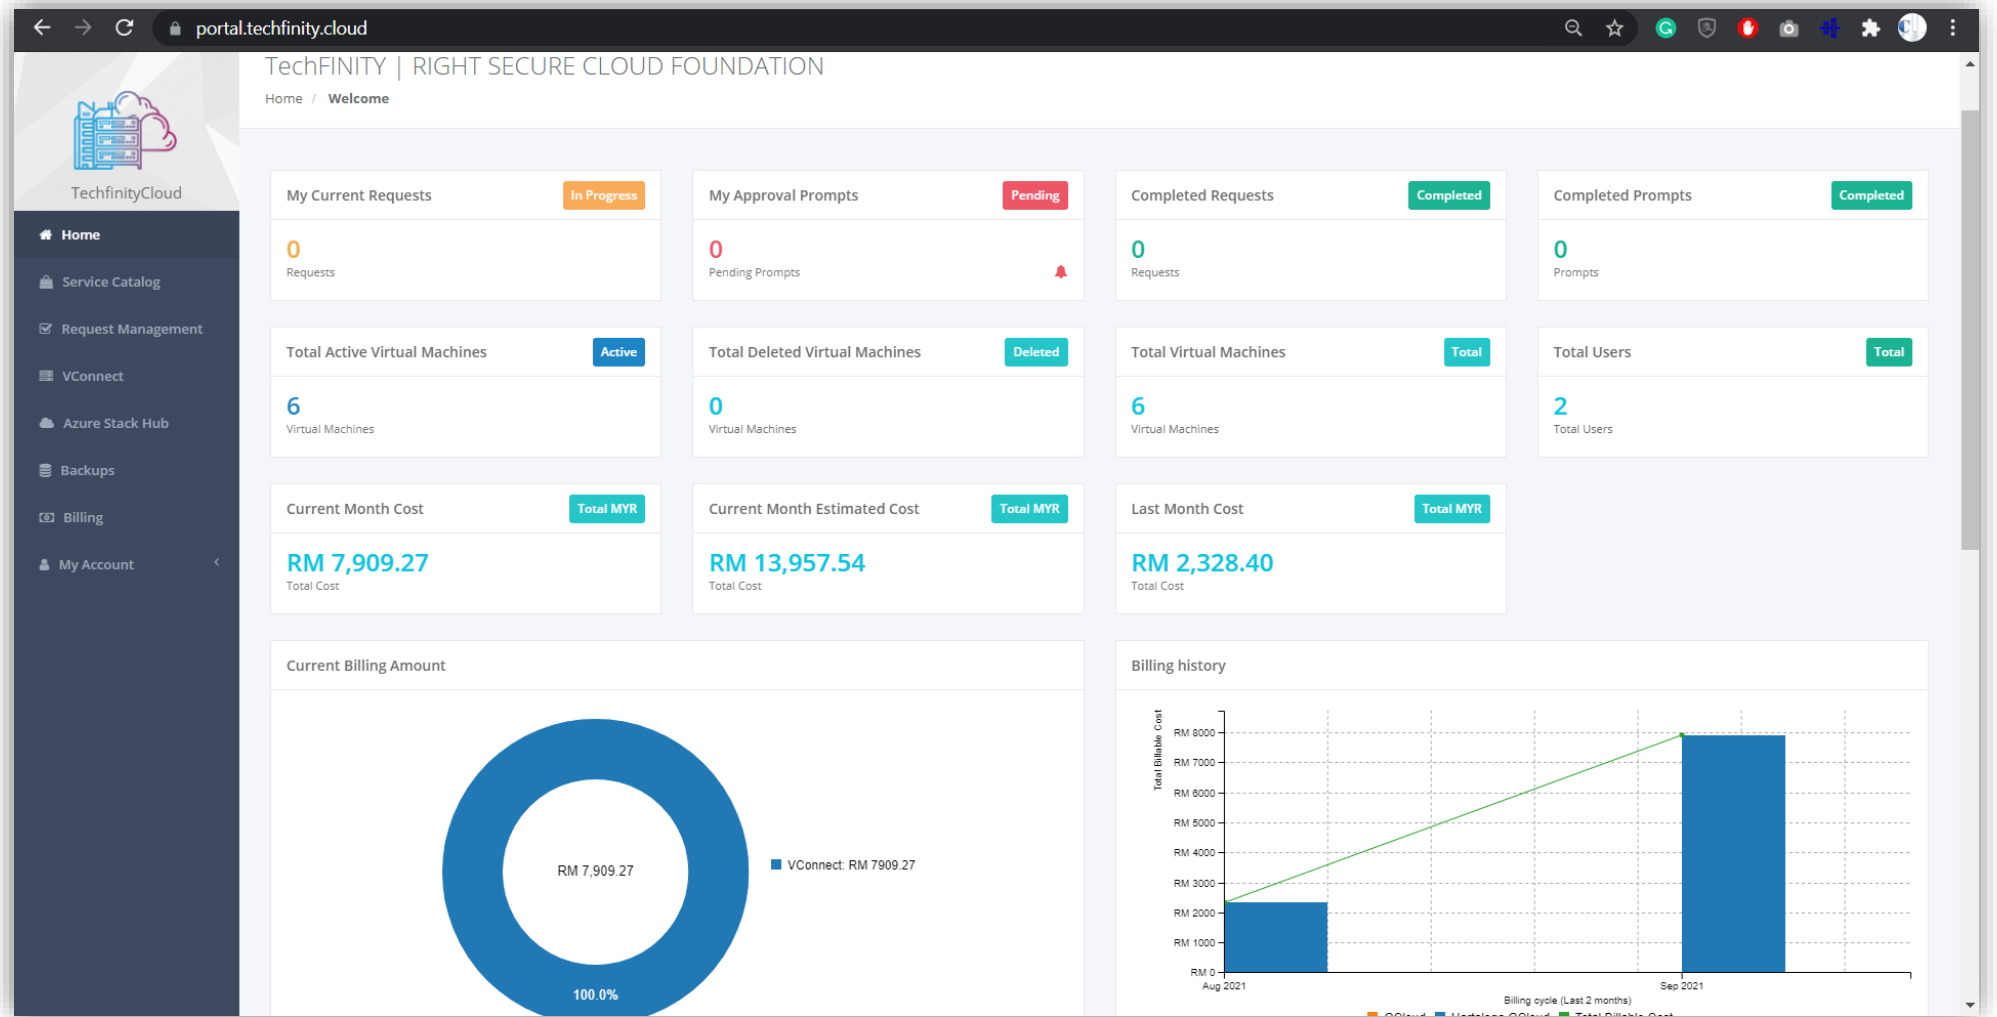 portal.techfinity.cloud
TechFINITY | RIGHT SECURE CLOUD FOUNDATION
Home / Welcome
TechfinityCloud
Home
Service Catalog
Request Management
VConnect
Azure Stack Hub
Backups
Billing
My Account
My Current Requests In Progress
0
Requests
My Approval Prompts Pending
0
Pending Prompts
Completed Requests Completed
0
Requests
Completed Prompts Completed
0
Prompts
Total Active Virtual Machines Active
6
Virtual Machines
Total Deleted Virtual Machines Deleted
0
Virtual Machines
Total Virtual Machines Total
6
Virtual Machines
Total Users Total
2
Total Users
Current Month Cost Total MYR
RM 7,909.27
Total Cost
Current Month Estimated Cost Total MYR
RM 13,957.54
Total Cost
Last Month Cost Total MYR
RM 2,328.40
Total Cost
Current Billing Amount
RM 7,909.27
100.0%
VConnect: RM 7909.27
Billing history
Total Billable Cost
RM 8000
RM 7000
RM 6000
RM 5000
RM 4000
RM 3000
RM 2000
RM 1000
RM 0
Aug 2021
Sep 2021
Billing cycle (Last 2 months)
Total Billable Cost